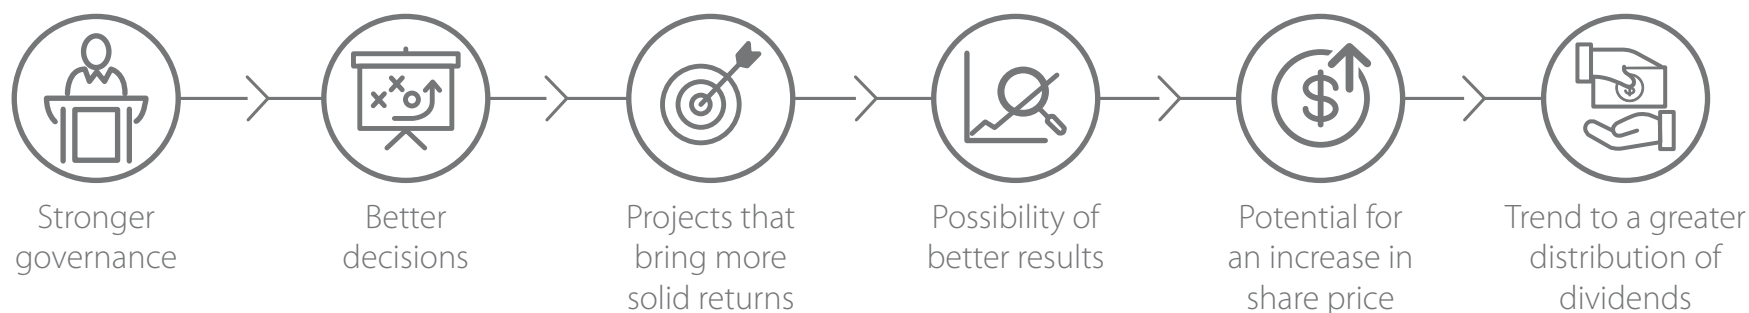 Stronger
governance
Better
decisions
Projects that
bring more
solid returns
Possibility of
better results
Potential for
an increase in
share price
Trend to a greater
distribution of
dividends